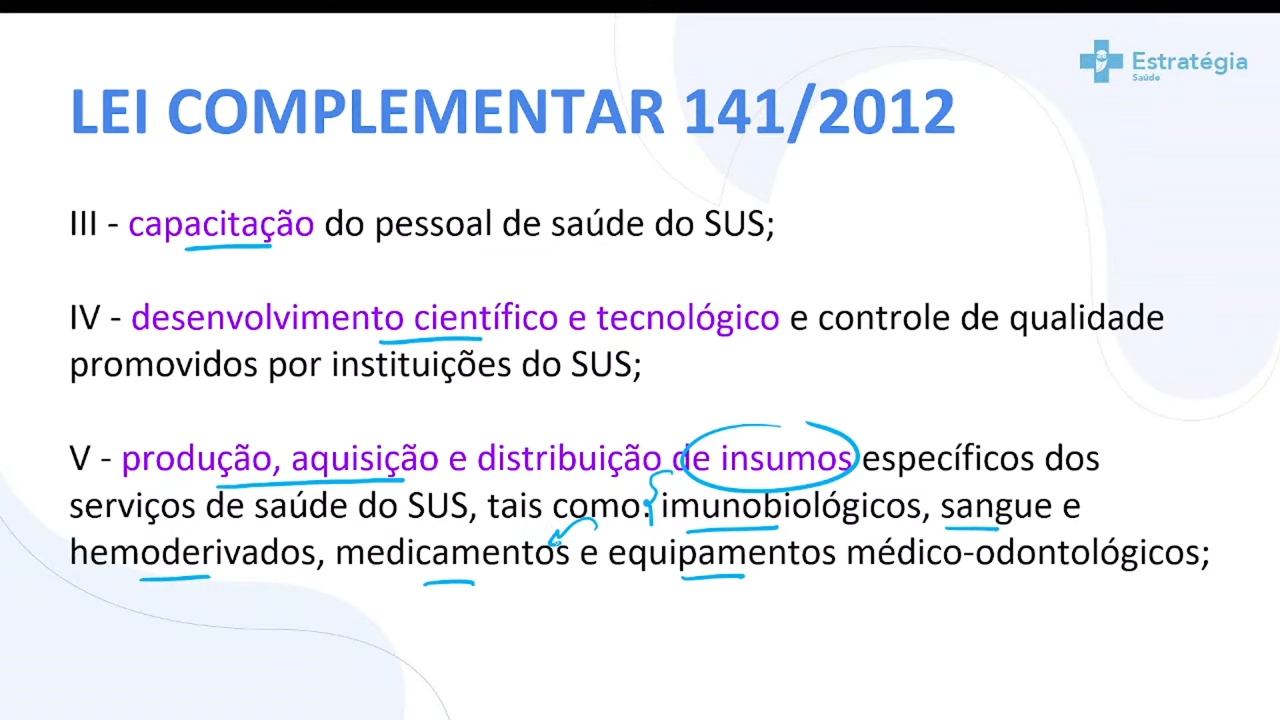 Estratégia
Saúde
LEI COMPLEMENTAR 141/2012
III - capacitação do pessoal de saúde do SUS;
IV - desenvolvimento científico e tecnológico e controle de qualidade
promovidos por instituições do SUS;
V - produção, aquisição e distribuição de insumos específicos dos
serviços de saúde do SUS, tais como: imunobiológicos, sangue e
hemoderivados, medicamentos e equipamentos médico-odontológicos;